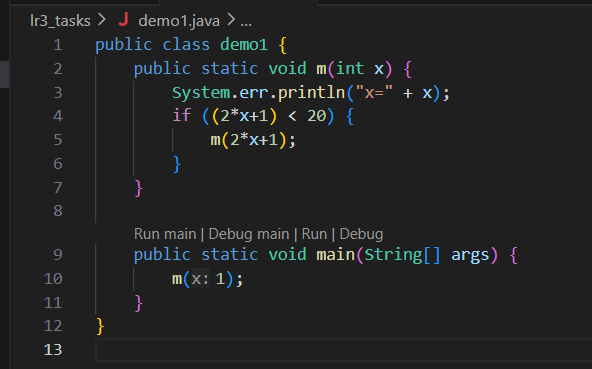 lr3_tasks > J demo1.java > ...
1 public class demo1 {
2     public static void m(int x) {
3         System.err.println("x=" + x);
4         if ((2*x+1) < 20) {
5             m(2*x+1);
6         }
7     }
8
Run main | Debug main | Run | Debug
9     public static void main(String[] args) {
10         m(x: 1);
11     }
12 }
13